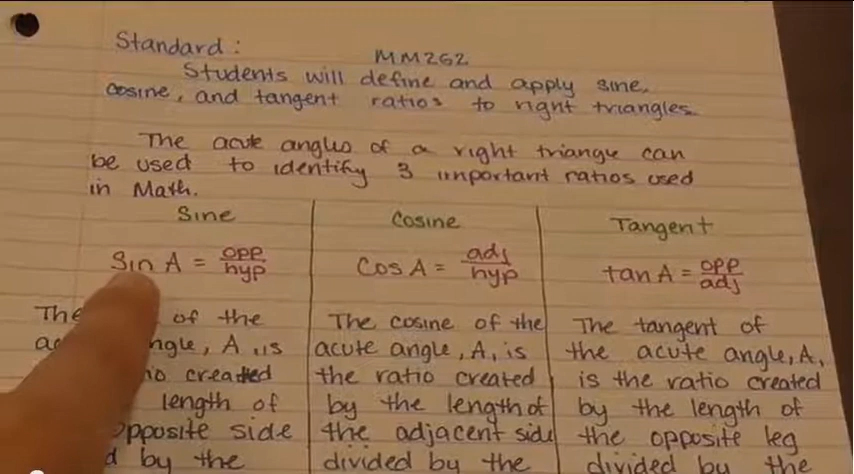 Standard:
MM2G2
Students will define and apply sine,
cosine, and tangent ratios to right triangles.
The acute angles of a right triangle can
be used to identify 3 important ratios used
in Math.
Sine
Sin A = opp/hyp
The of the
ngle, A, is
io created
length of
opposite side
d by the
Cosine
Cos A = adj/hyp
The cosine of the
acute angle, A, is
the ratio created
by the length of
the adjacent side
divided by the
Tangent
tan A = opp/adj
The tangent of
the acute angle, A,
is the ratio created
by the length of
the opposite leg
divided by the